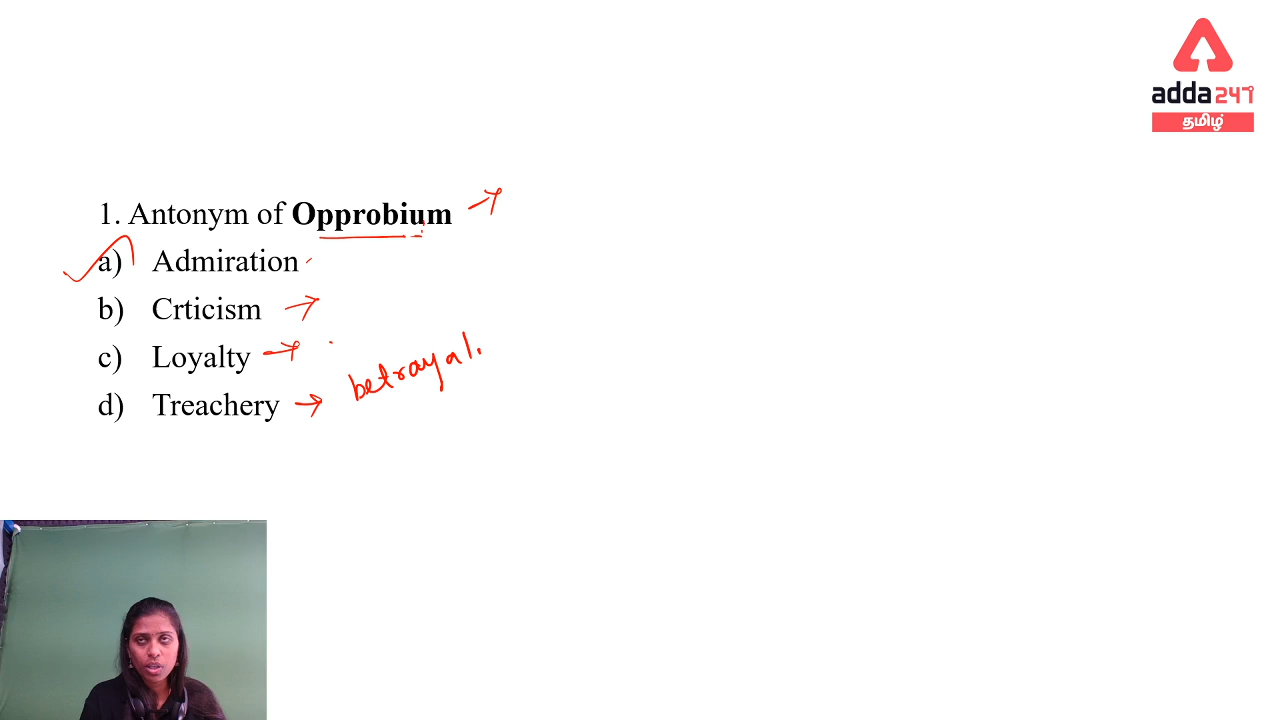 adda247
தமிழ்
1. Antonym of Opprobium
a) Admiration
b) Crticism
c) Loyalty
d) Treachery
betrayal.